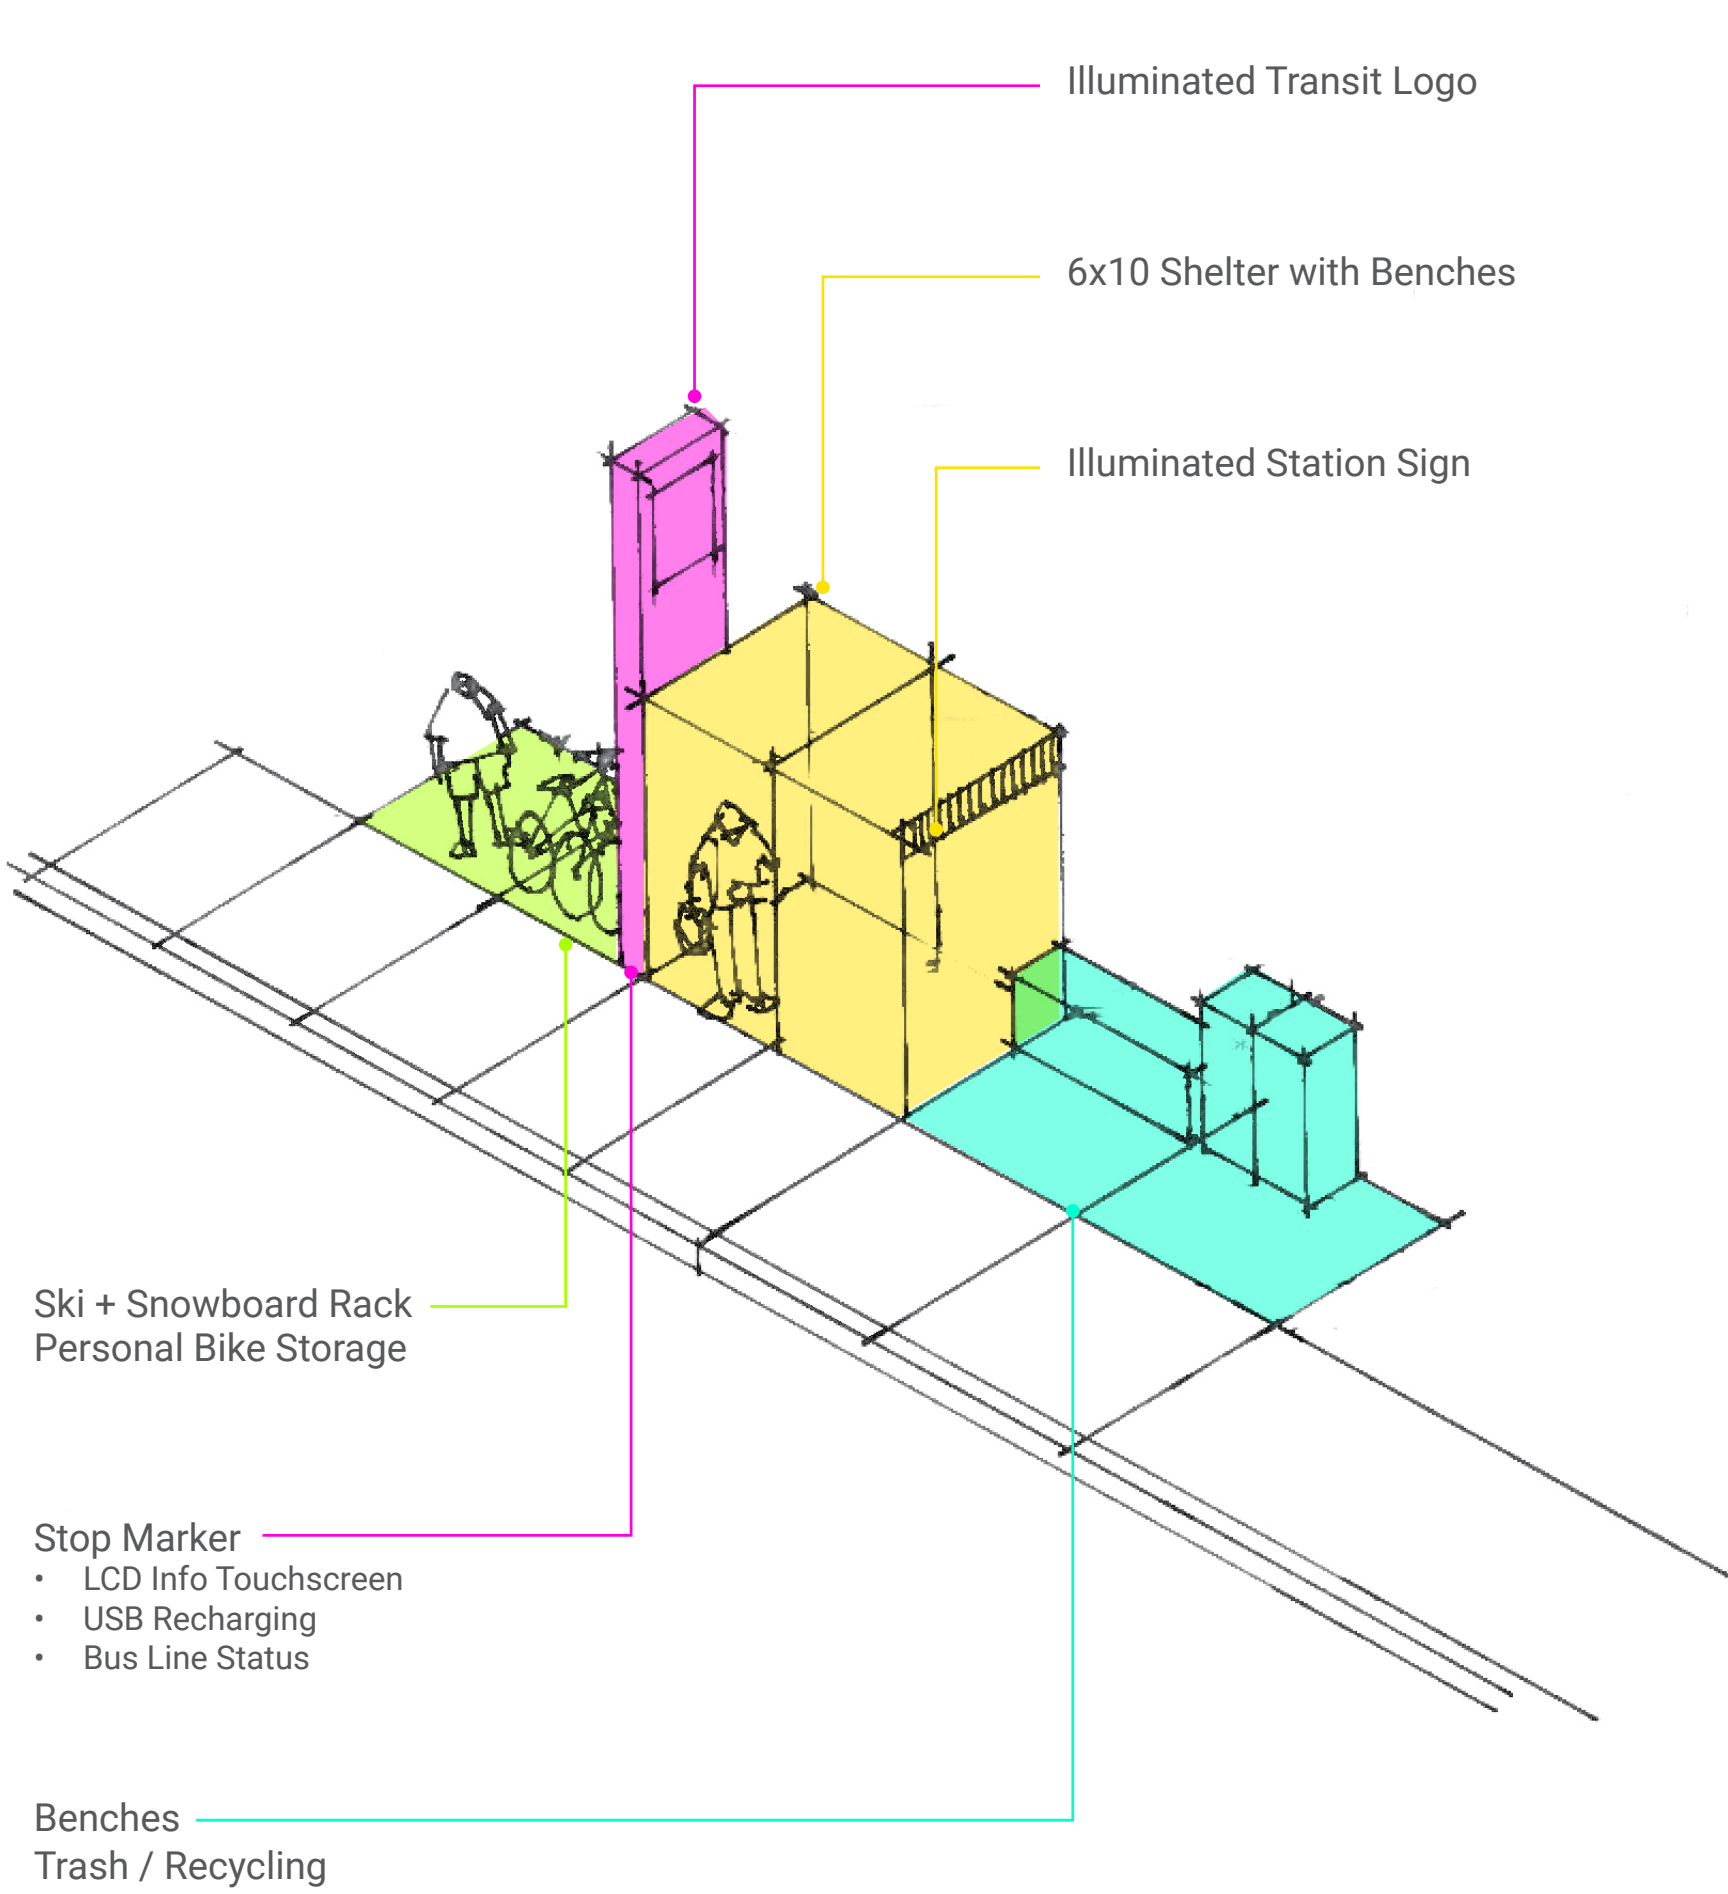 Illuminated Transit Logo
6x10 Shelter with Benches
Illuminated Station Sign
Ski + Snowboard Rack
Personal Bike Storage
Stop Marker
• LCD Info Touchscreen
• USB Recharging
• Bus Line Status
Benches
Trash / Recycling